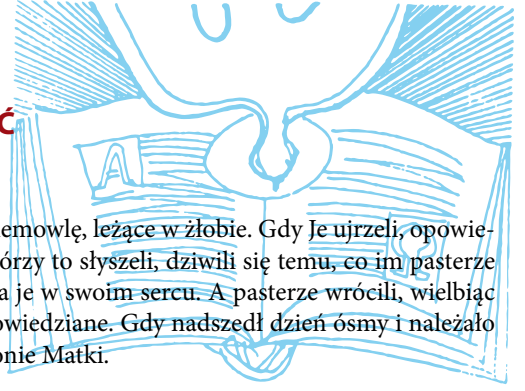 Ć
emowlę, leżące w żłobie. Gdy Je ujrzeli, opowie-
órzy to słyszeli, dziwili się temu, co im pasterze
a je w swoim sercu. A pasterze wrócili, wielbiąc
owiedziane. Gdy nadszedł dzień ósmy i należało
onie Matki.